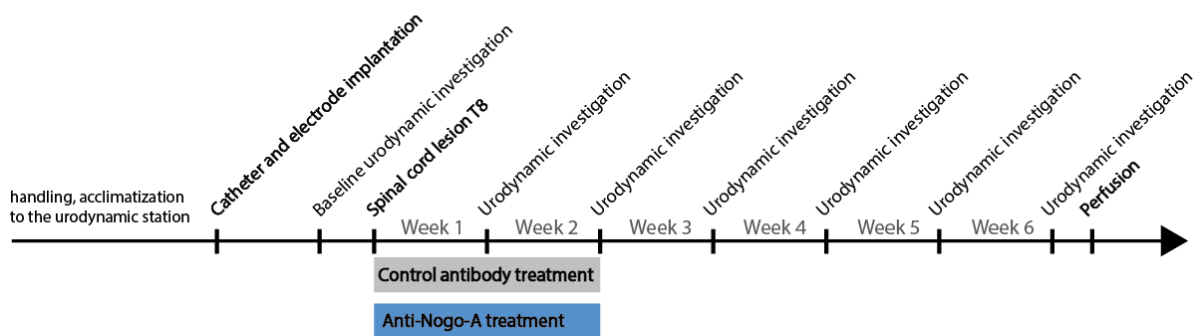 handling, acclimatization
to the urodynamic station
Catheter and electrode implantation
Baseline urodynamic investigation
Spinal cord lesion T8
Urodynamic investigation
Urodynamic investigation
Urodynamic investigation
Urodynamic investigation
Urodynamic investigation
Urodynamic investigation
Perfusion
Week 1
Week 2
Week 3
Week 4
Week 5
Week 6
Control antibody treatment
Anti-Nogo-A treatment